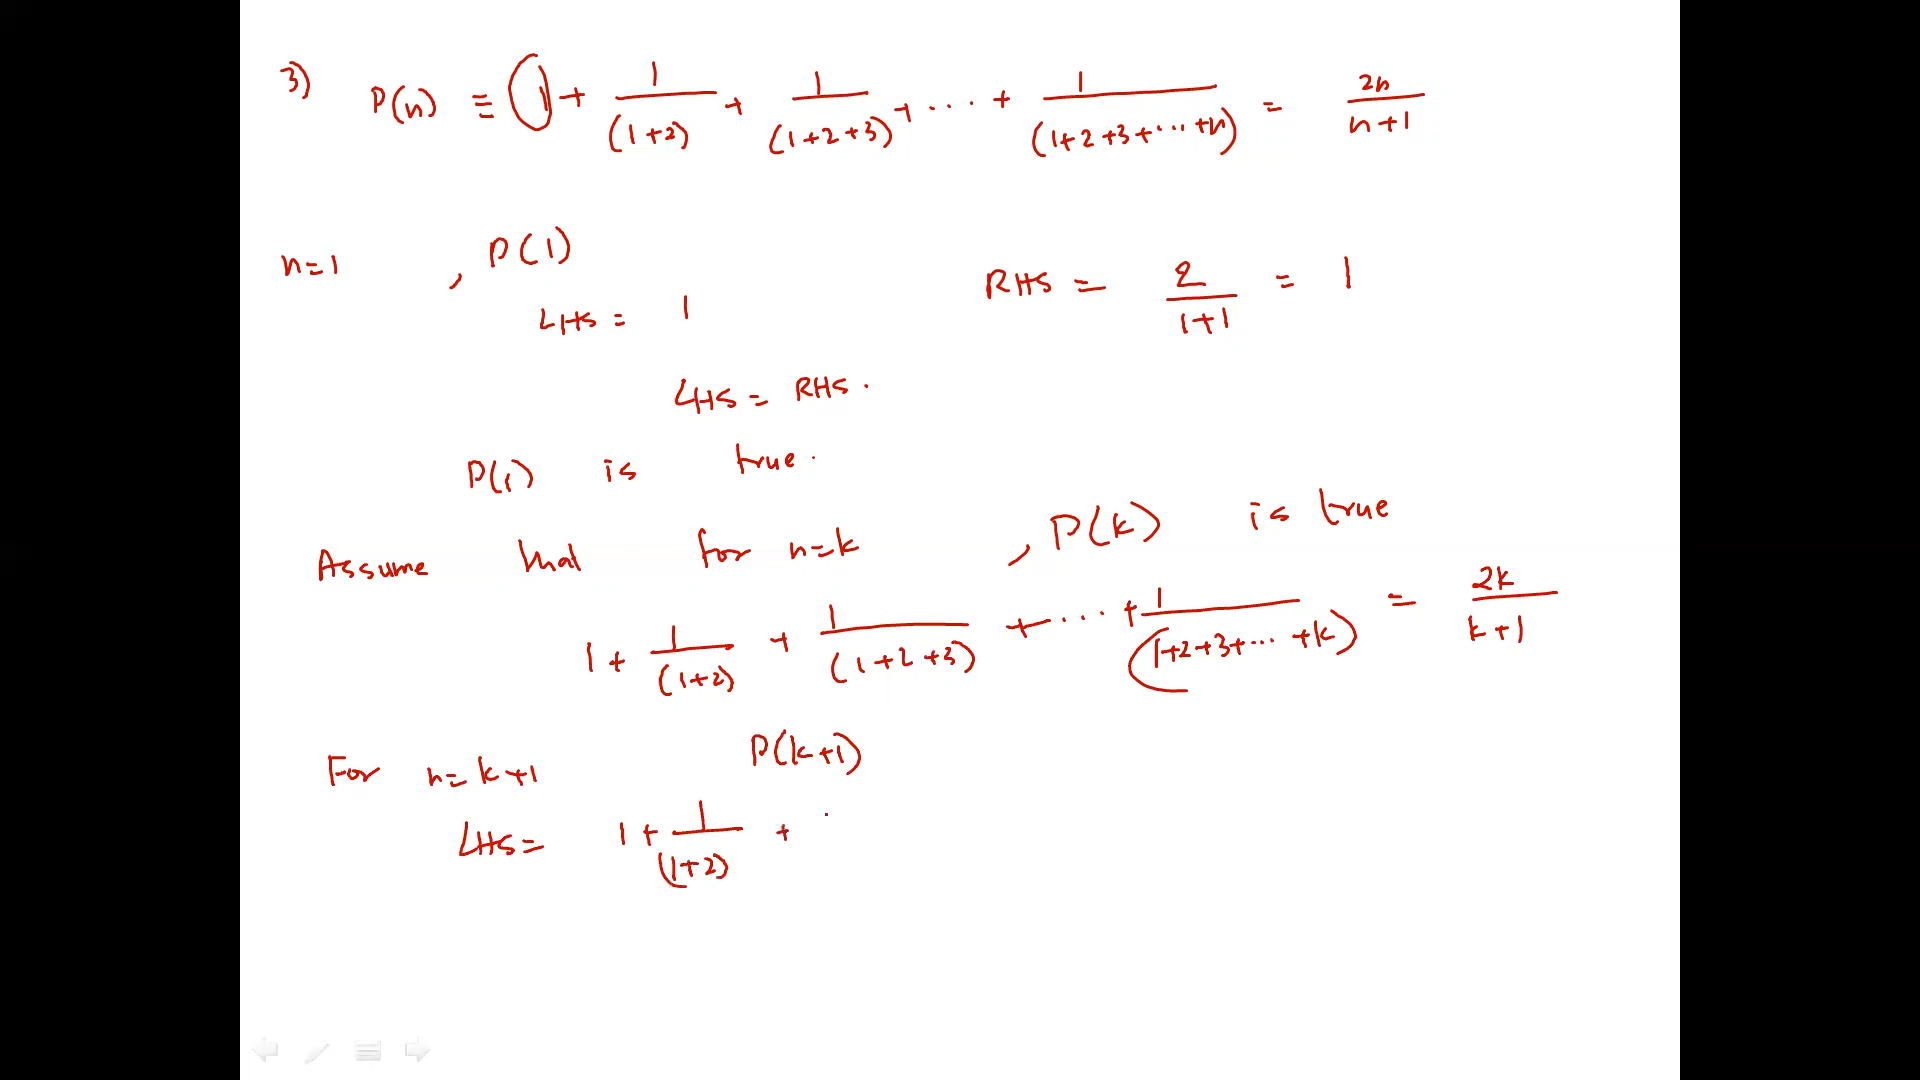 3) P(n) ≡ 1 + 1/(1+2) + 1/(1+2+3) + ... + 1/(1+2+3+...+n) = 2n/(n+1)
n=1 , P(1)
LHS = 1 RHS = 2/(1+1) = 1
LHS = RHS.
P(1) is true.
Assume that for n=k , P(k) is true
1 + 1/(1+2) + 1/(1+2+3) + ... + 1/(1+2+3+...+k) = 2k/(k+1)
For n=k+1 P(k+1)
LHS = 1 + 1/(1+2) +